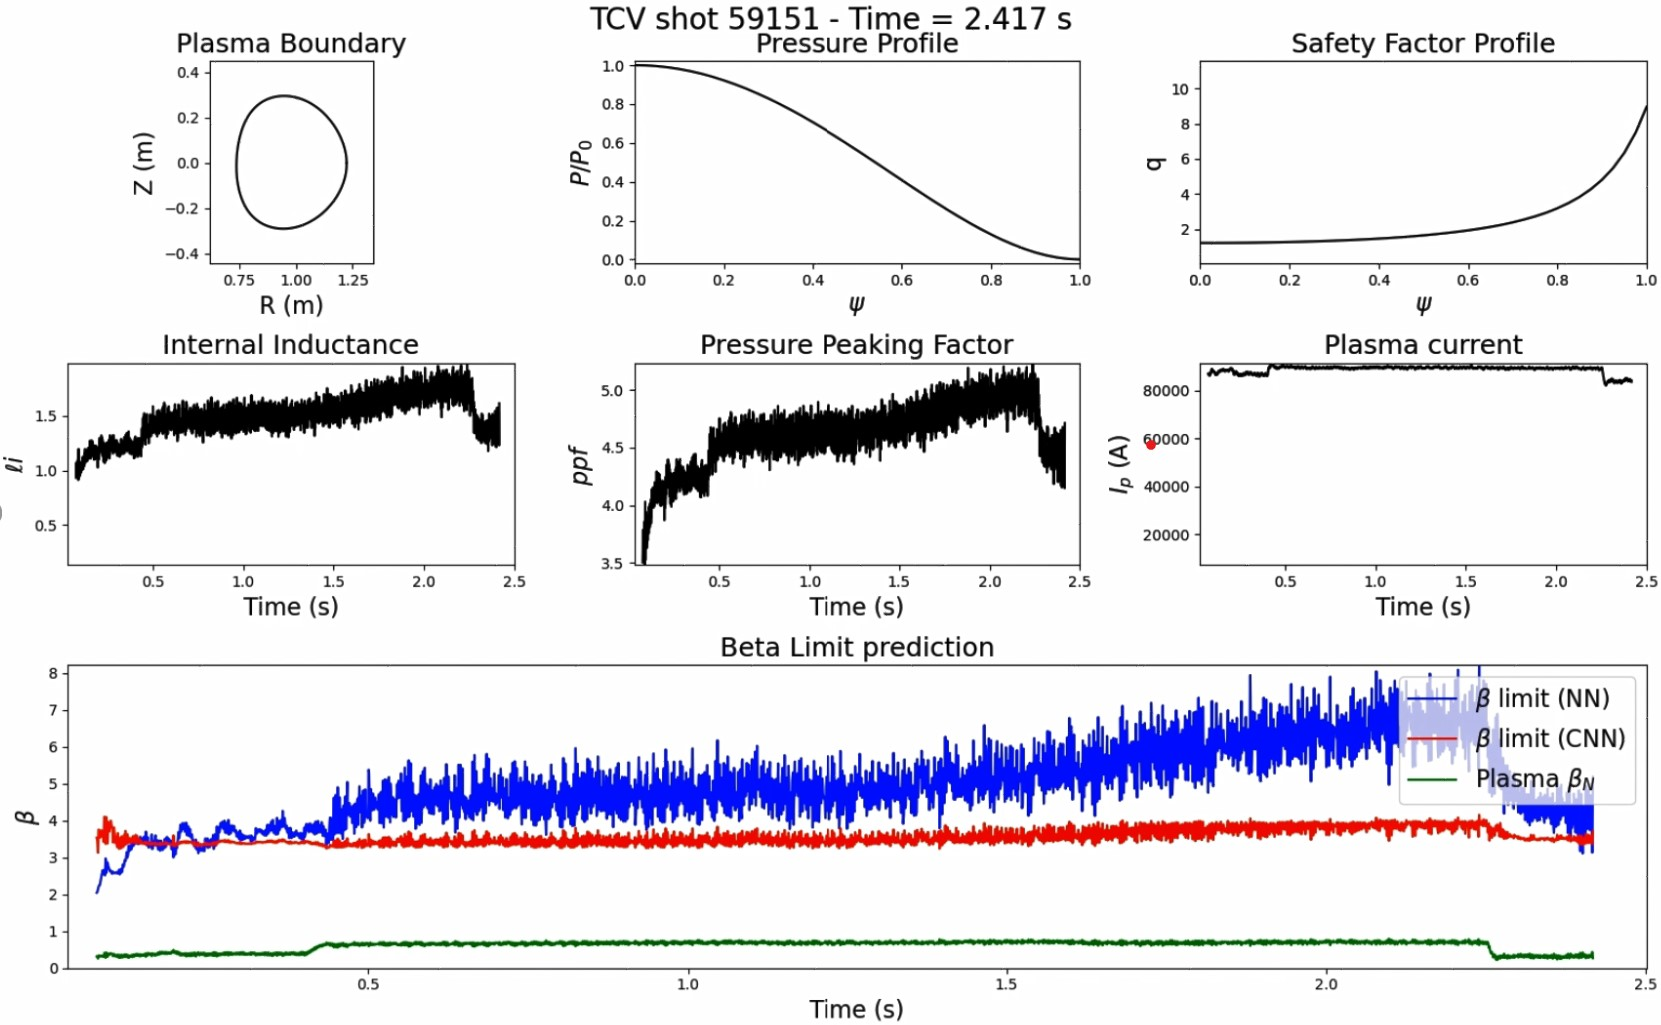 TCV shot 59151 - Time = 2.417 s
Plasma Boundary
0.4
0.2
0.0
−0.2
−0.4
Z (m)
0.75 1.00 1.25
R (m)
Pressure Profile
1.0
0.8
0.6
0.4
0.2
0.0
P/P0
0.0 0.2 0.4 0.6 0.8 1.0
ψ
Safety Factor Profile
10
8
6
4
2
q
0.0 0.2 0.4 0.6 0.8 1.0
ψ
Internal Inductance
1.5
1.0
0.5
ℓi
0.5 1.0 1.5 2.0 2.5
Time (s)
Pressure Peaking Factor
5.0
4.5
4.0
3.5
ppf
0.5 1.0 1.5 2.0 2.5
Time (s)
Plasma current
80000
60000
40000
20000
Ip (A)
0.5 1.0 1.5 2.0 2.5
Time (s)
Beta Limit prediction
8
7
6
5
4
3
2
1
0
β
β limit (NN)
β limit (CNN)
Plasma βN
0.5 1.0 1.5 2.0 2.5
Time (s)